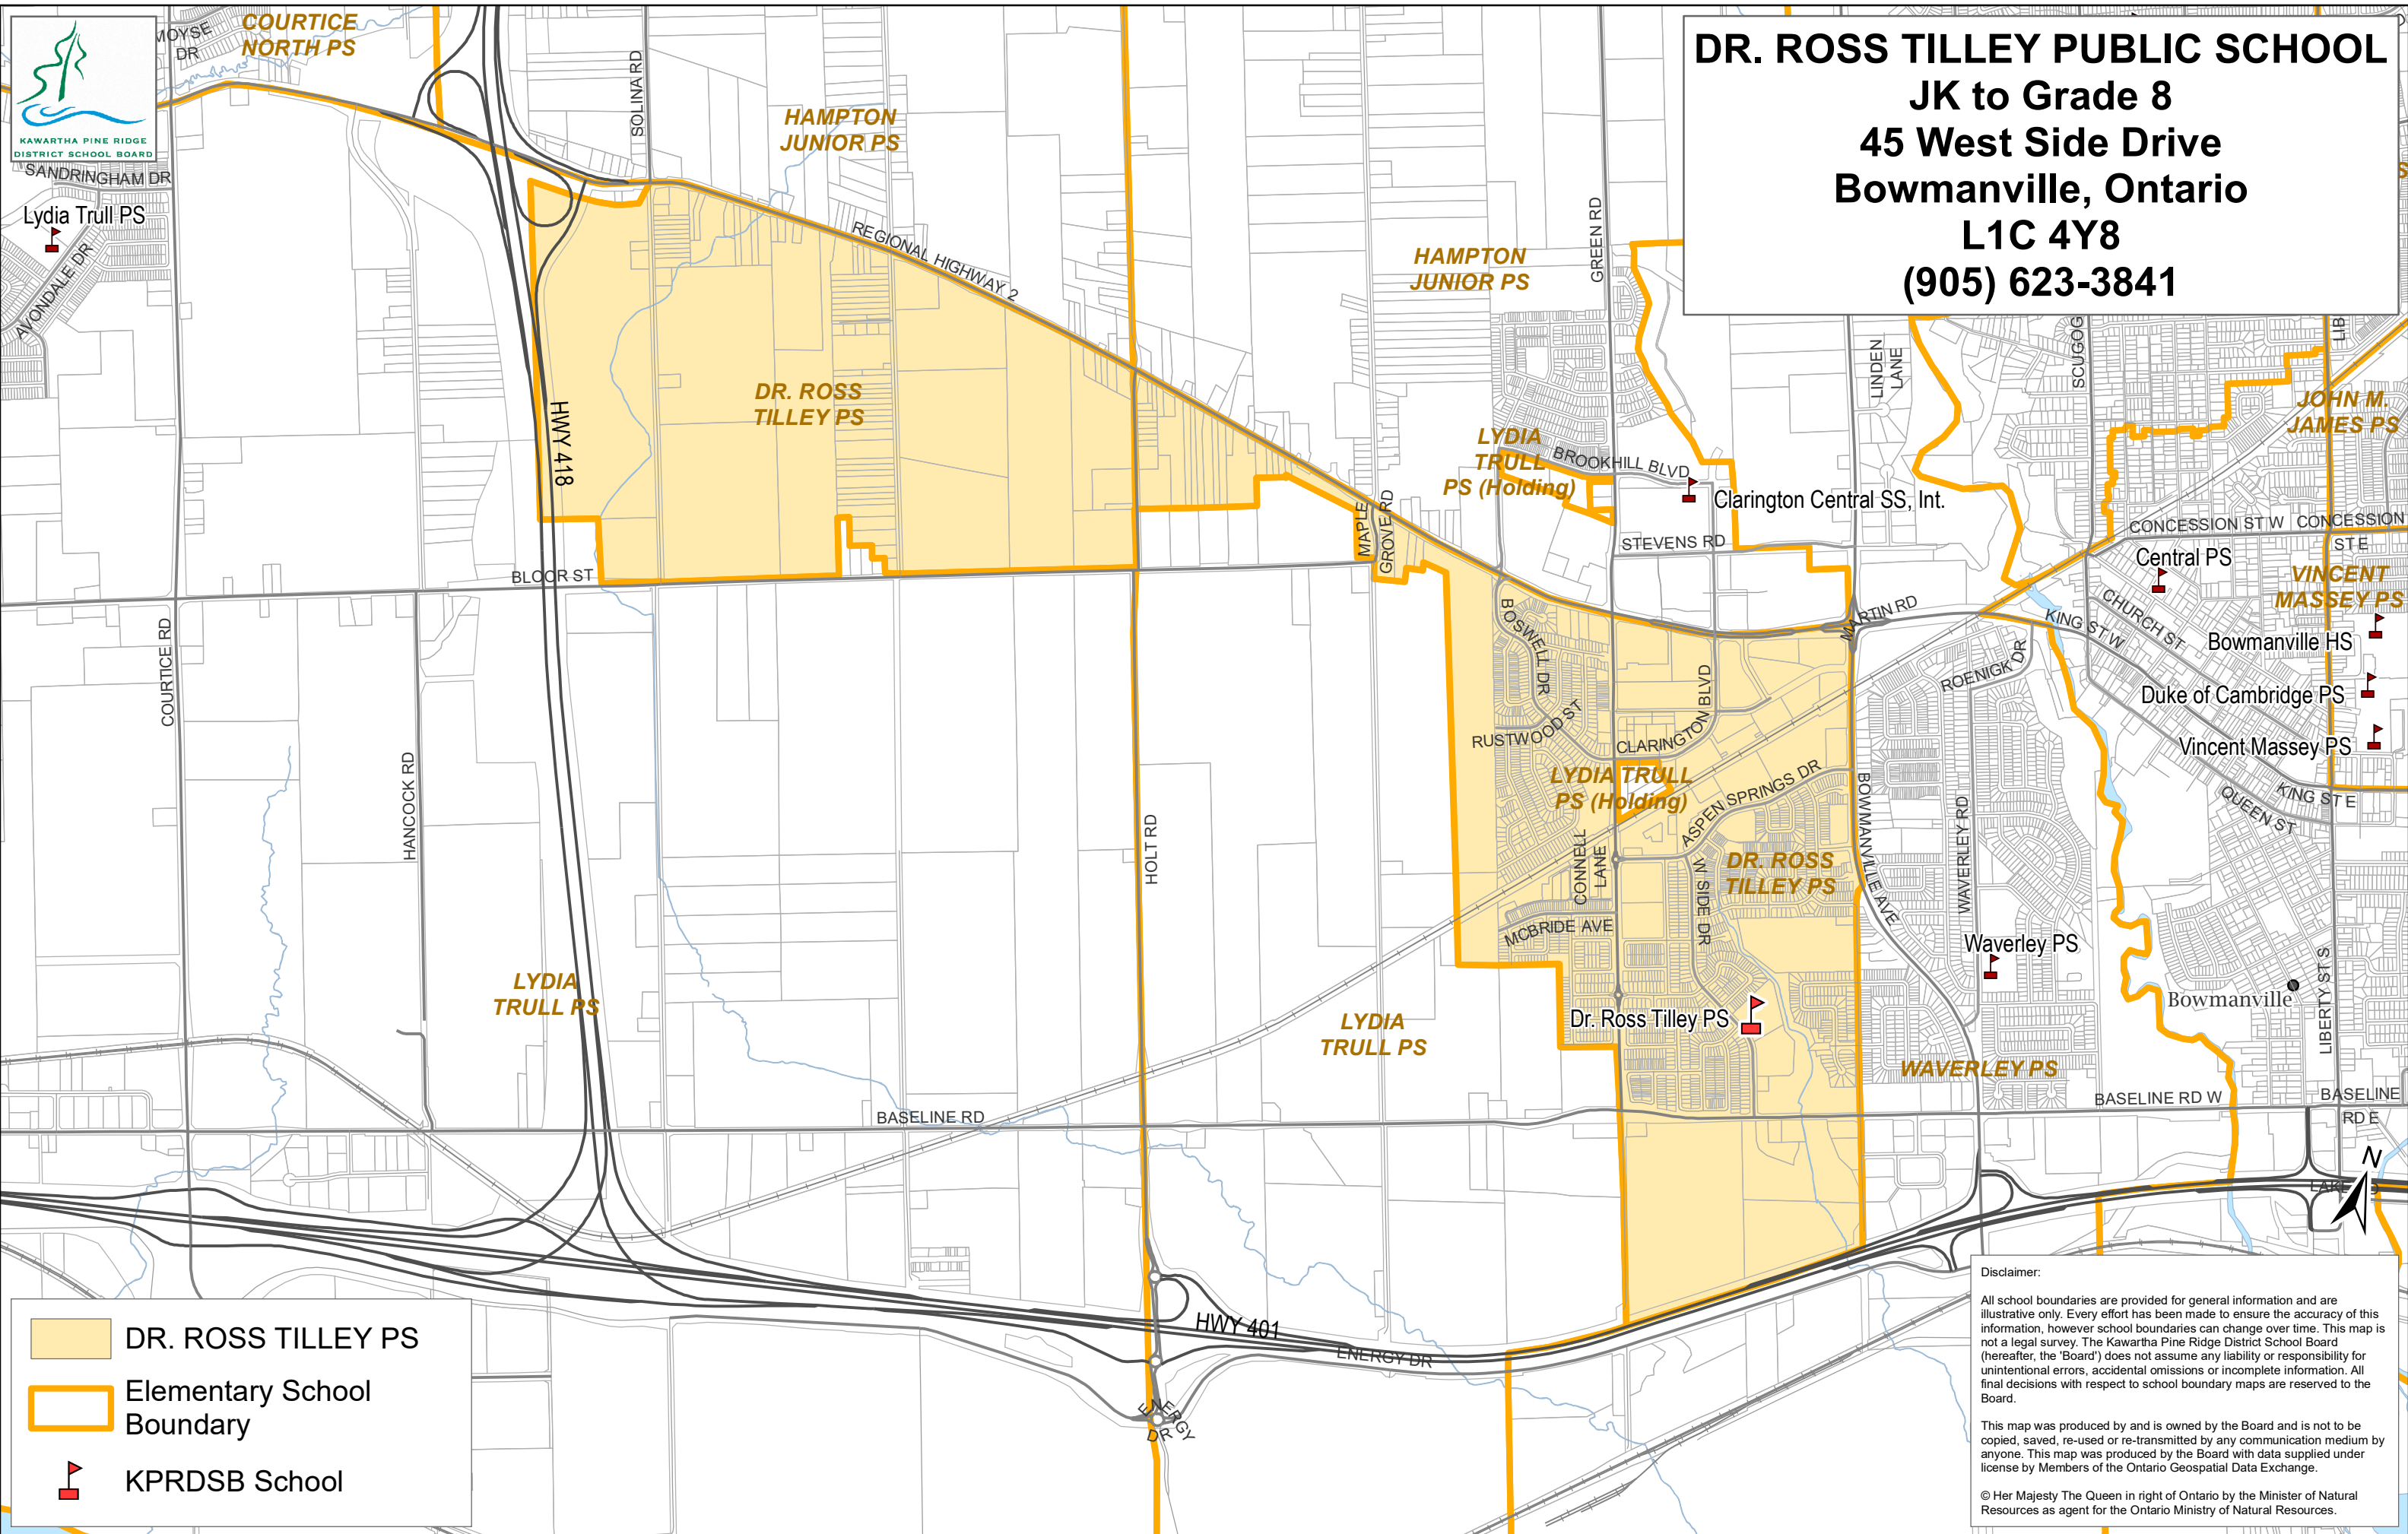 KAWARTHA PINE RIDGE
DISTRICT SCHOOL BOARD
DR. ROSS TILLEY PUBLIC SCHOOL
JK to Grade 8
45 West Side Drive
Bowmanville, Ontario
L1C 4Y8
(905) 623-3841
MOYSE
DR
COURTICE
NORTH PS
SANDRINGHAM DR
Lydia Trull PS
AVONDALE DR
SOLINA RD
HAMPTON
JUNIOR PS
REGIONAL HIGHWAY 2
HAMPTON
JUNIOR PS
GREEN RD
LINDEN
LANE
SCUGOG
LIB
JOHN M.
JAMES PS
DR. ROSS
TILLEY PS
HWY 418
LYDIA
TRULL
PS (Holding)
BROOKHILL BLVD
Clarington Central SS, Int.
MAPLE
GROVE RD
STEVENS RD
CONCESSION ST W
CONCESSION
ST E
Central PS
VINCENT
MASSEY PS
BLOOR ST
BOSWELL DR
MARTIN RD
KING ST W
CHURCH ST
Bowmanville HS
COURTICE RD
ROENIGK DR
Duke of Cambridge PS
RUSTWOOD ST
CLARINGTON BLVD
Vincent Massey PS
HANCOCK RD
HOLT RD
LYDIA TRULL
PS (Holding)
ASPEN SPRINGS DR
BOWMANVILLE AVE
WAVERLEY RD
KING ST E
QUEEN ST
CONNELL
LANE
W SIDE DR
DR. ROSS
TILLEY PS
MCBRIDE AVE
Waverley PS
LYDIA
TRULL PS
LYDIA
TRULL PS
Dr. Ross Tilley PS
Bowmanville
LIBERTY ST S
WAVERLEY PS
BASELINE RD
BASELINE RD W
BASELINE
RD E
N
LAKE
HWY 401
ENERGY DR
ENERGY
DR
DR. ROSS TILLEY PS
Elementary School
Boundary
KPRDSB School
Disclaimer:
All school boundaries are provided for general information and are
illustrative only. Every effort has been made to ensure the accuracy of this
information, however school boundaries can change over time. This map is
not a legal survey. The Kawartha Pine Ridge District School Board
(hereafter, the 'Board') does not assume any liability or responsibility for
unintentional errors, accidental omissions or incomplete information. All
final decisions with respect to school boundary maps are reserved to the
Board.
This map was produced by and is owned by the Board and is not to be
copied, saved, re-used or re-transmitted by any communication medium by
anyone. This map was produced by the Board with data supplied under
license by Members of the Ontario Geospatial Data Exchange.
© Her Majesty The Queen in right of Ontario by the Minister of Natural
Resources as agent for the Ontario Ministry of Natural Resources.